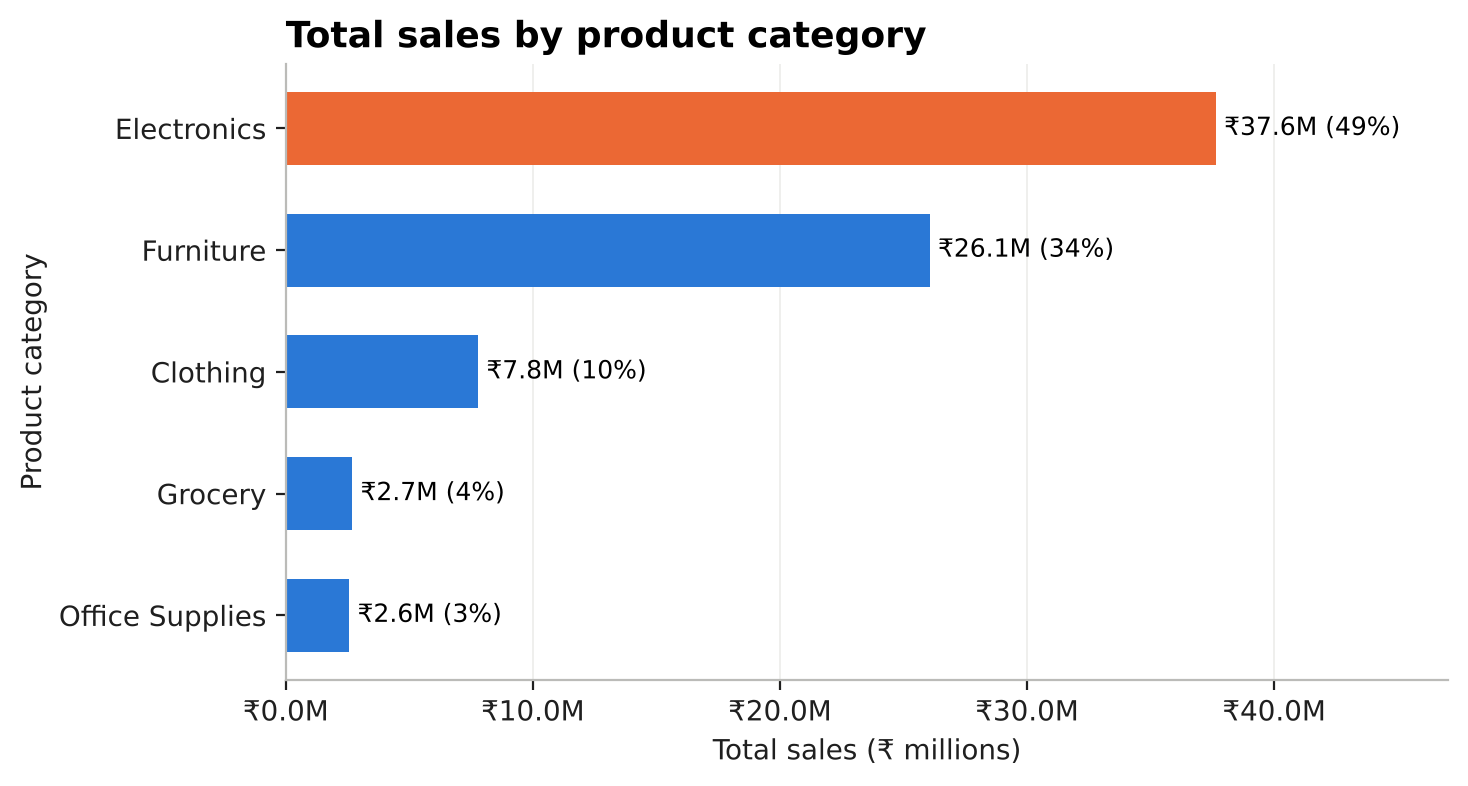 Total sales by product category
Product category
Electronics
₹37.6M (49%)
Furniture
₹26.1M (34%)
Clothing
₹7.8M (10%)
Grocery
₹2.7M (4%)
Office Supplies
₹2.6M (3%)
₹0.0M ₹10.0M ₹20.0M ₹30.0M ₹40.0M
Total sales (₹ millions)